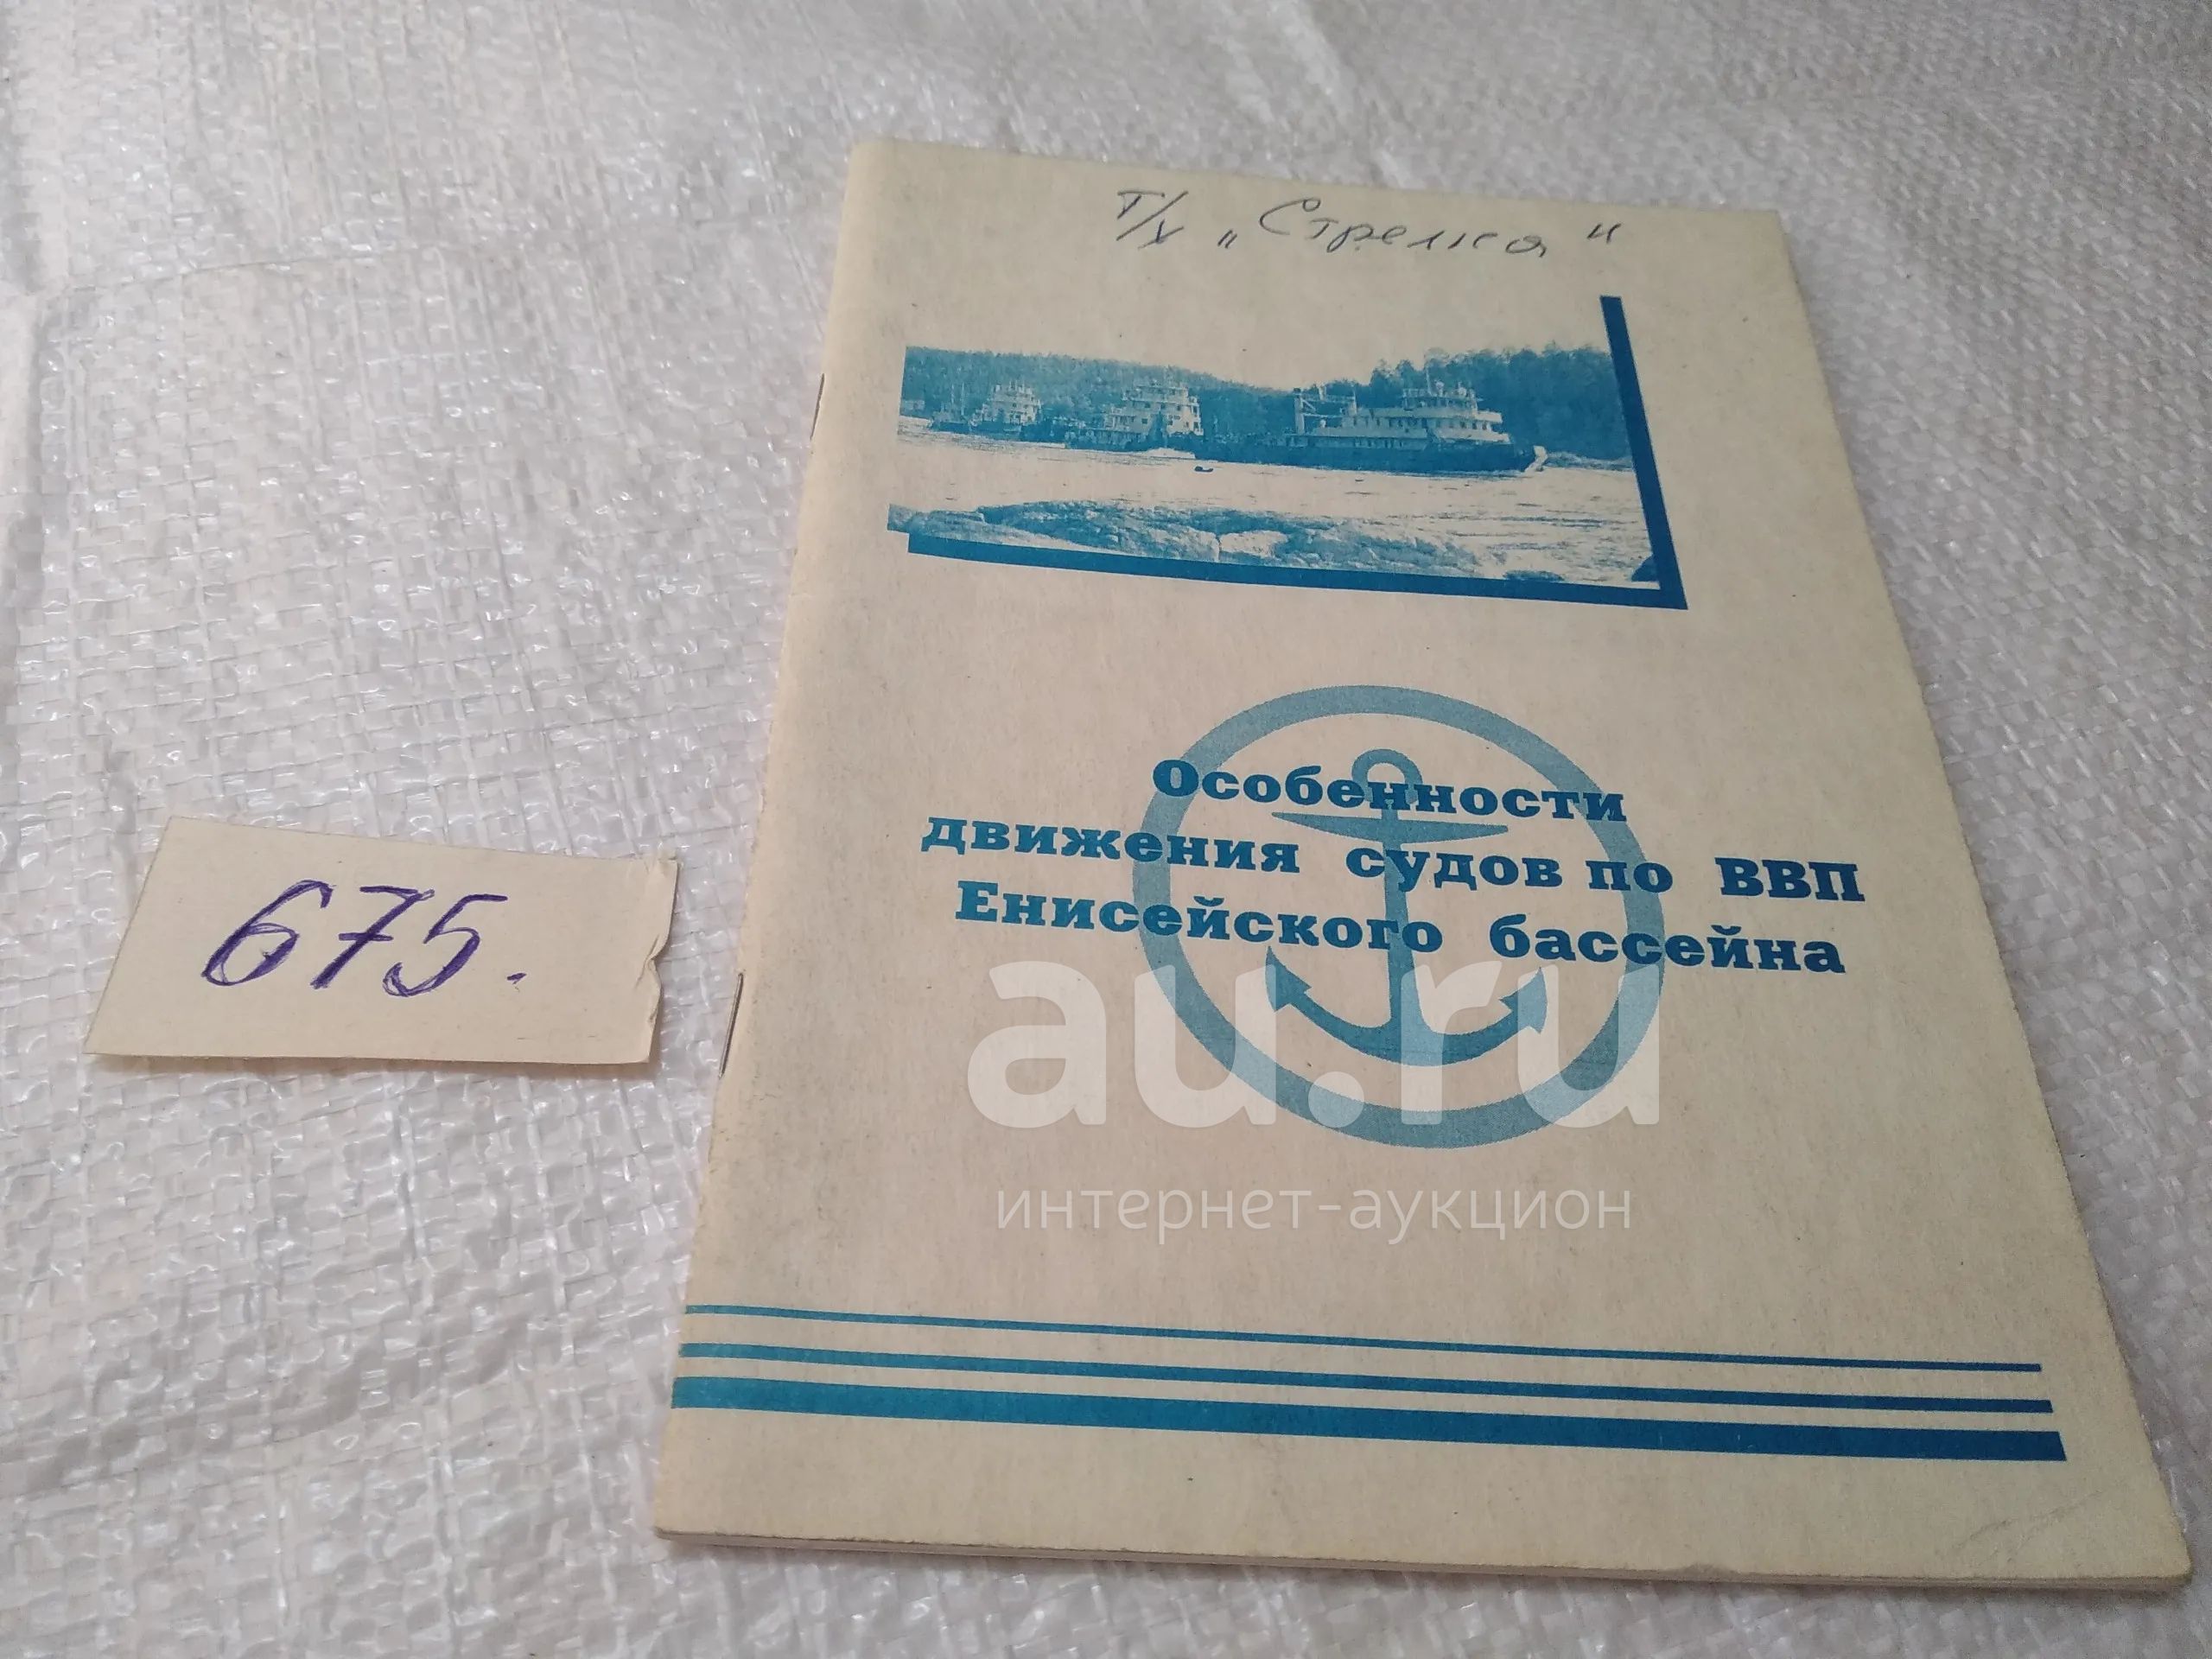 т/х „Стрелка"
Особенности
движения судов по ВВП
Енисейского бассейна
675.
au.ru
интернет-аукцион